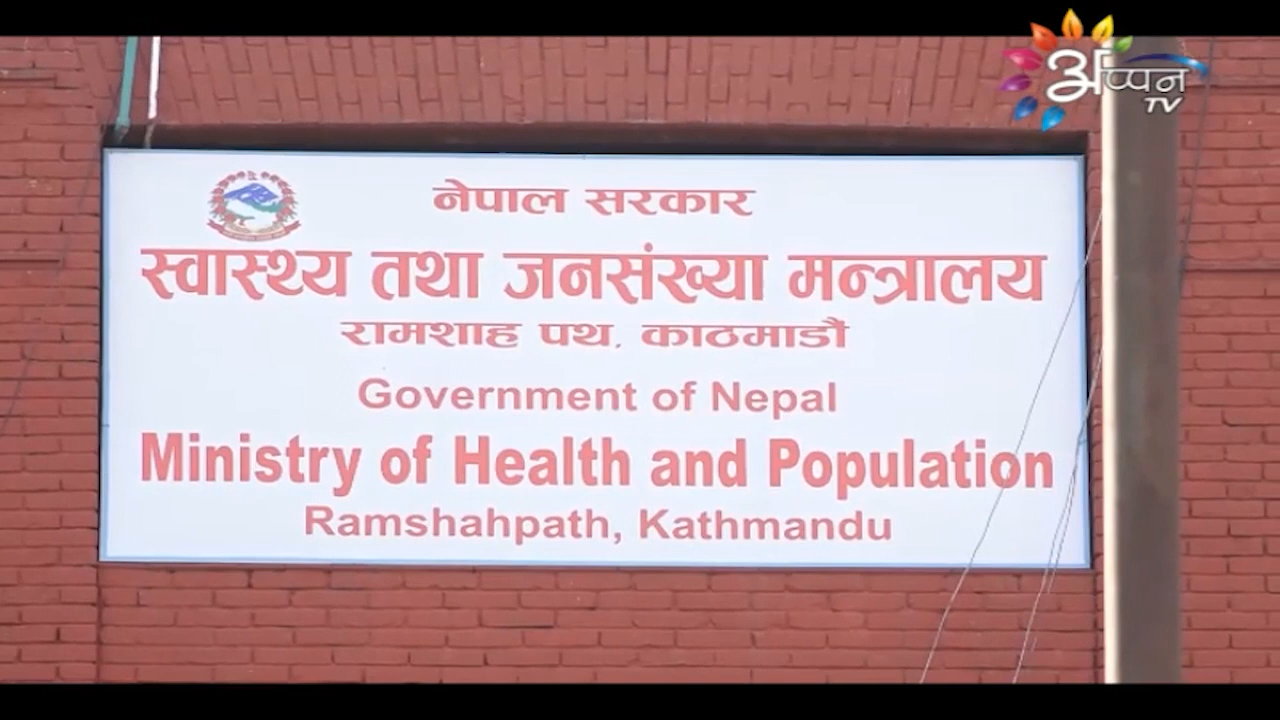 अप्पन
TV
नेपाल सरकार
स्वास्थ्य तथा जनसंख्या मन्त्रालय
रामशाह पथ. काठमाडौं
Government of Nepal
Ministry of Health and Population
Ramshahpath, Kathmandu